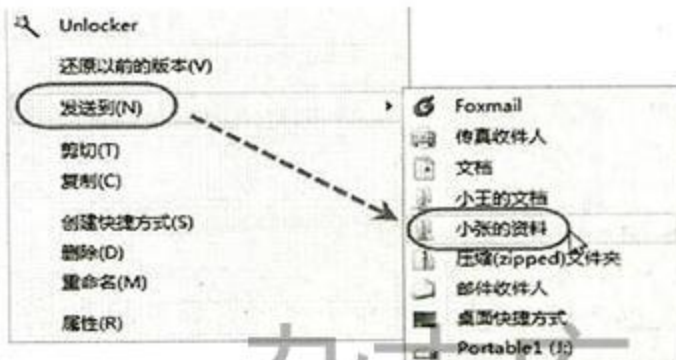 Unlocker
还原以前的版本(V)
发送到(N)
剪切(T)
复制(C)
创建快捷方式(S)
删除(D)
重命名(M)
属性(R)
Foxmail
传真收件人
文档
小王的文档
小张的资料
压缩(zipped)文件夹
邮件收件人
桌面快捷方式
Portable1 (J:)